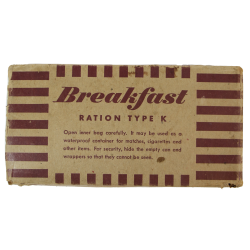 Breakfast
RATION TYPE K
Open inner bag carefully. It may be used as a
waterproof container for matches, cigarettes and
other items. For security, hide the empty can and
wrappers so that they cannot be seen.